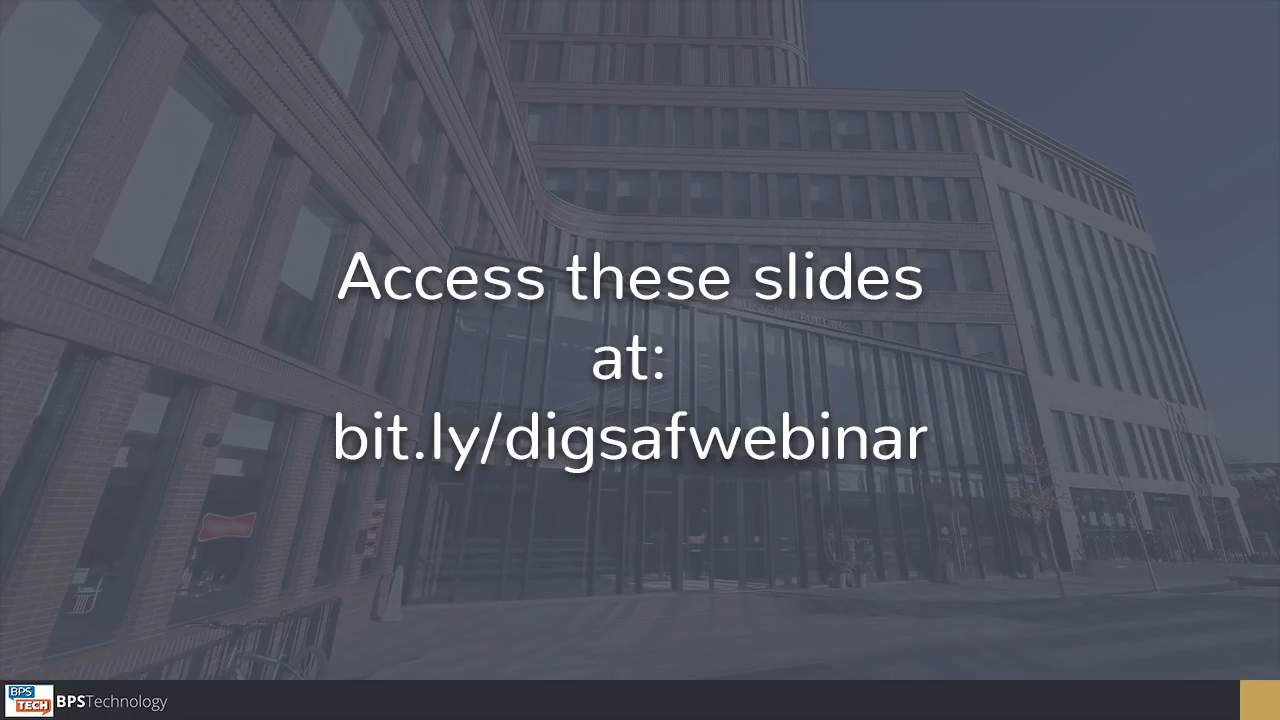 Access these slides
at:
bit.ly/digsafwebinar
BPS
TECH
BPSTechnology